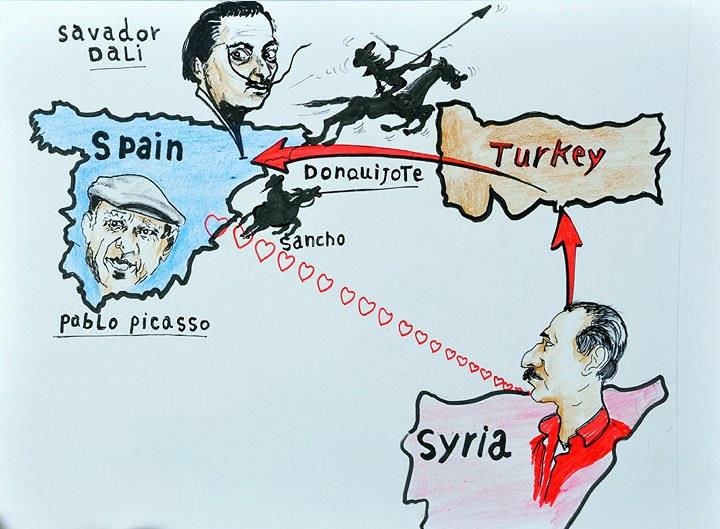 Savador
Dali
Spain
Turkey
Donquijote
Sancho
pablo picasso
Syria